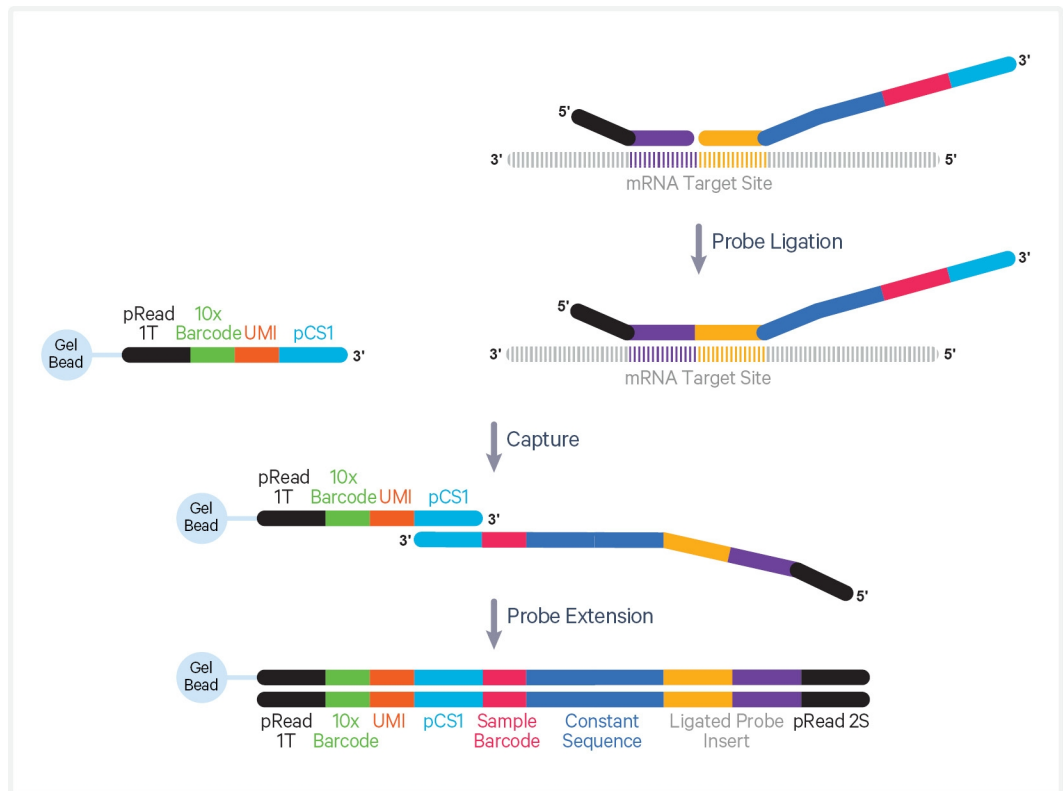 3'
5'
3'
5'
mRNA Target Site
Probe Ligation
3'
5'
3'
5'
mRNA Target Site
pRead
1T
10x
Barcode
UMI
pCS1
Gel
Bead
3'
Capture
pRead
1T
10x
Barcode
UMI
pCS1
Gel
Bead
3'
3'
5'
Probe Extension
Gel
Bead
pRead
1T
10x
Barcode
UMI
pCS1
Sample
Barcode
Constant
Sequence
Ligated Probe
Insert
pRead 2S